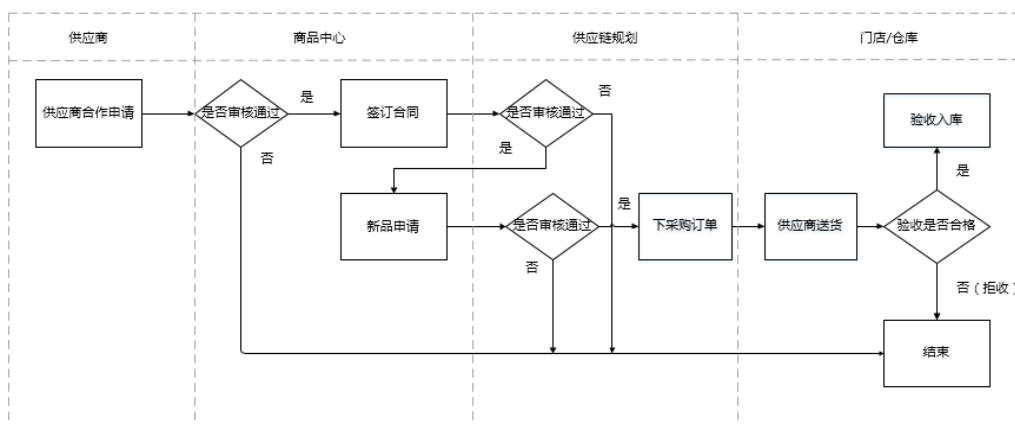 供应商
商品中心
供应链规划
门店/仓库
供应商合作申请
是否审核通过
是
签订合同
是否审核通过
否
验收入库
否
是
是
新品申请
是否审核通过
是
下采购订单
供应商送货
验收是否合格
否
否（拒收）
结束